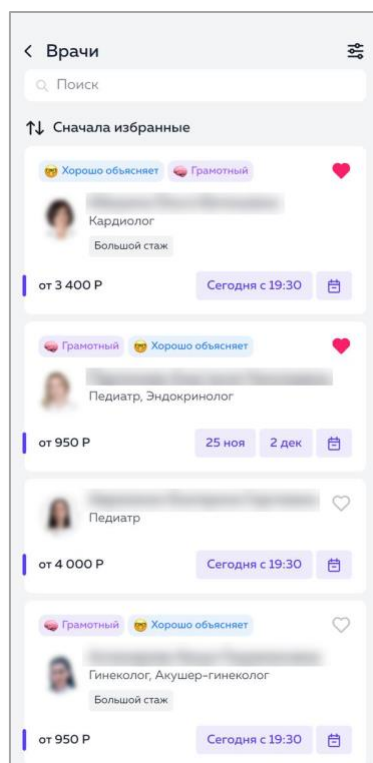 Врачи
Поиск
Сначала избранные
Хорошо объясняет Грамотный
Кардиолог
Большой стаж
от 3 400 Р Сегодня с 19:30
Грамотный Хорошо объясняет
Педиатр, Эндокринолог
от 950 Р 25 ноя 2 дек
Педиатр
от 4 000 Р Сегодня с 19:30
Грамотный Хорошо объясняет
Гинеколог, Акушер-гинеколог
Большой стаж
от 950 Р Сегодня с 19:30